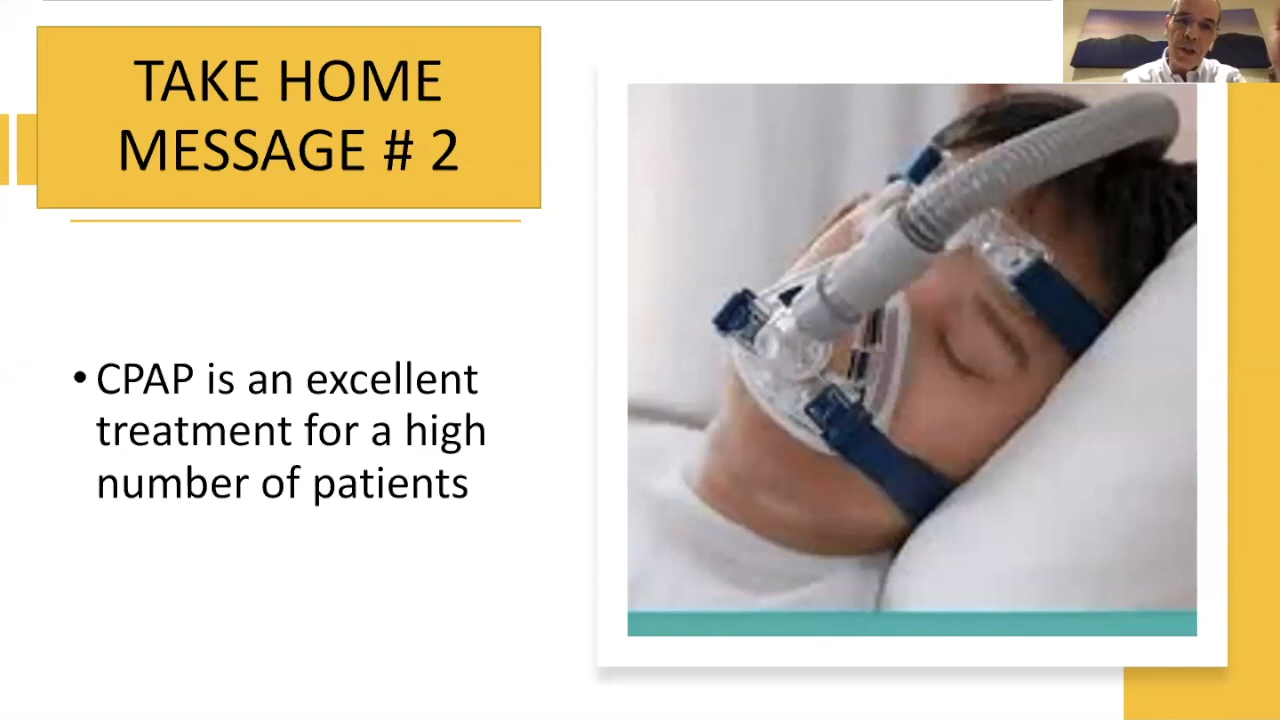 TAKE HOME
MESSAGE # 2
• CPAP is an excellent
treatment for a high
number of patients